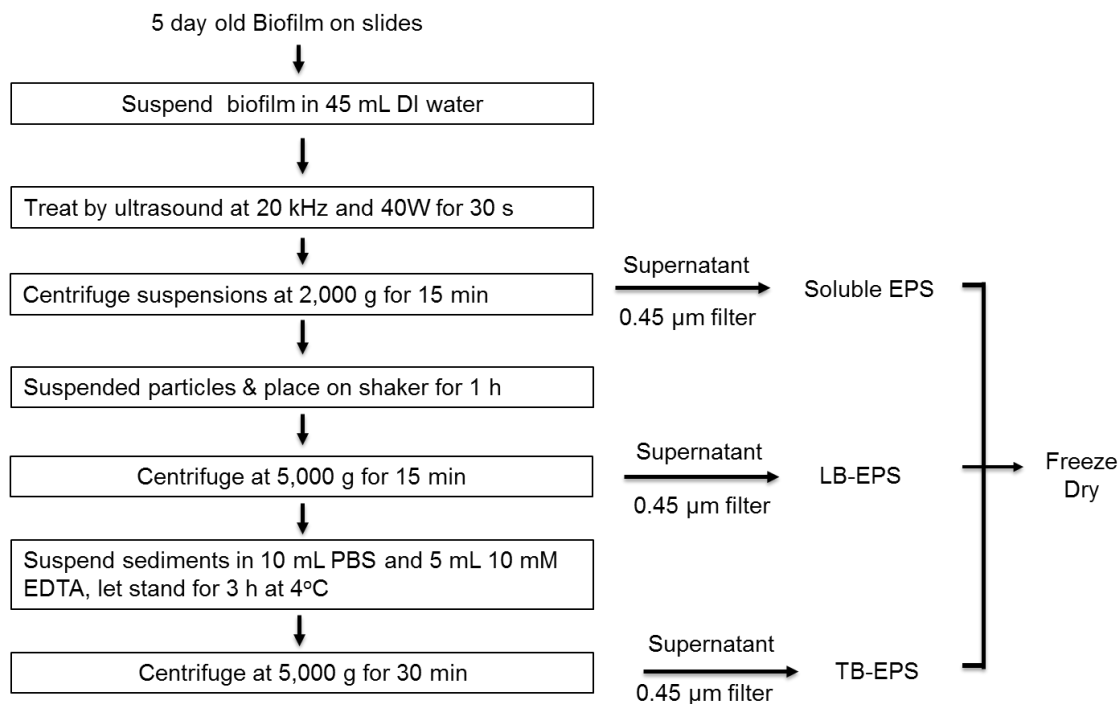 5 day old Biofilm on slides
Suspend biofilm in 45 mL DI water
Treat by ultrasound at 20 kHz and 40W for 30 s
Centrifuge suspensions at 2,000 g for 15 min
Supernatant
0.45 µm filter
Soluble EPS
Suspended particles & place on shaker for 1 h
Centrifuge at 5,000 g for 15 min
Supernatant
0.45 µm filter
LB-EPS
Freeze
Dry
Suspend sediments in 10 mL PBS and 5 mL 10 mM
EDTA, let stand for 3 h at 4°C
Centrifuge at 5,000 g for 30 min
Supernatant
0.45 µm filter
TB-EPS